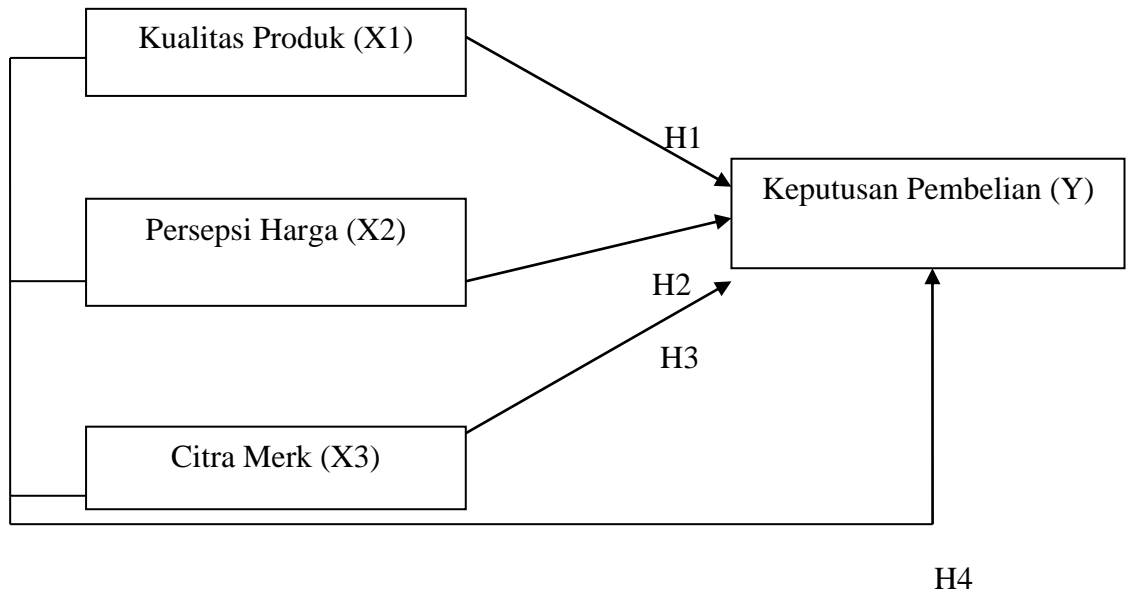 Kualitas Produk (X1)
H1
Keputusan Pembelian (Y)
Persepsi Harga (X2)
H2
H3
Citra Merk (X3)
H4